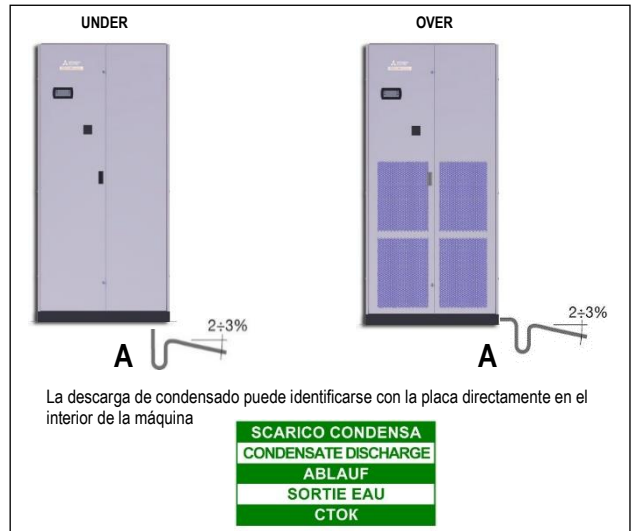 UNDER
OVER
2÷3%
2÷3%
A
A
La descarga de condensado puede identificarse con la placa directamente en el
interior de la máquina
SCARICO CONDENSA
CONDENSATE DISCHARGE
ABLAUF
SORTIE EAU
СТОК